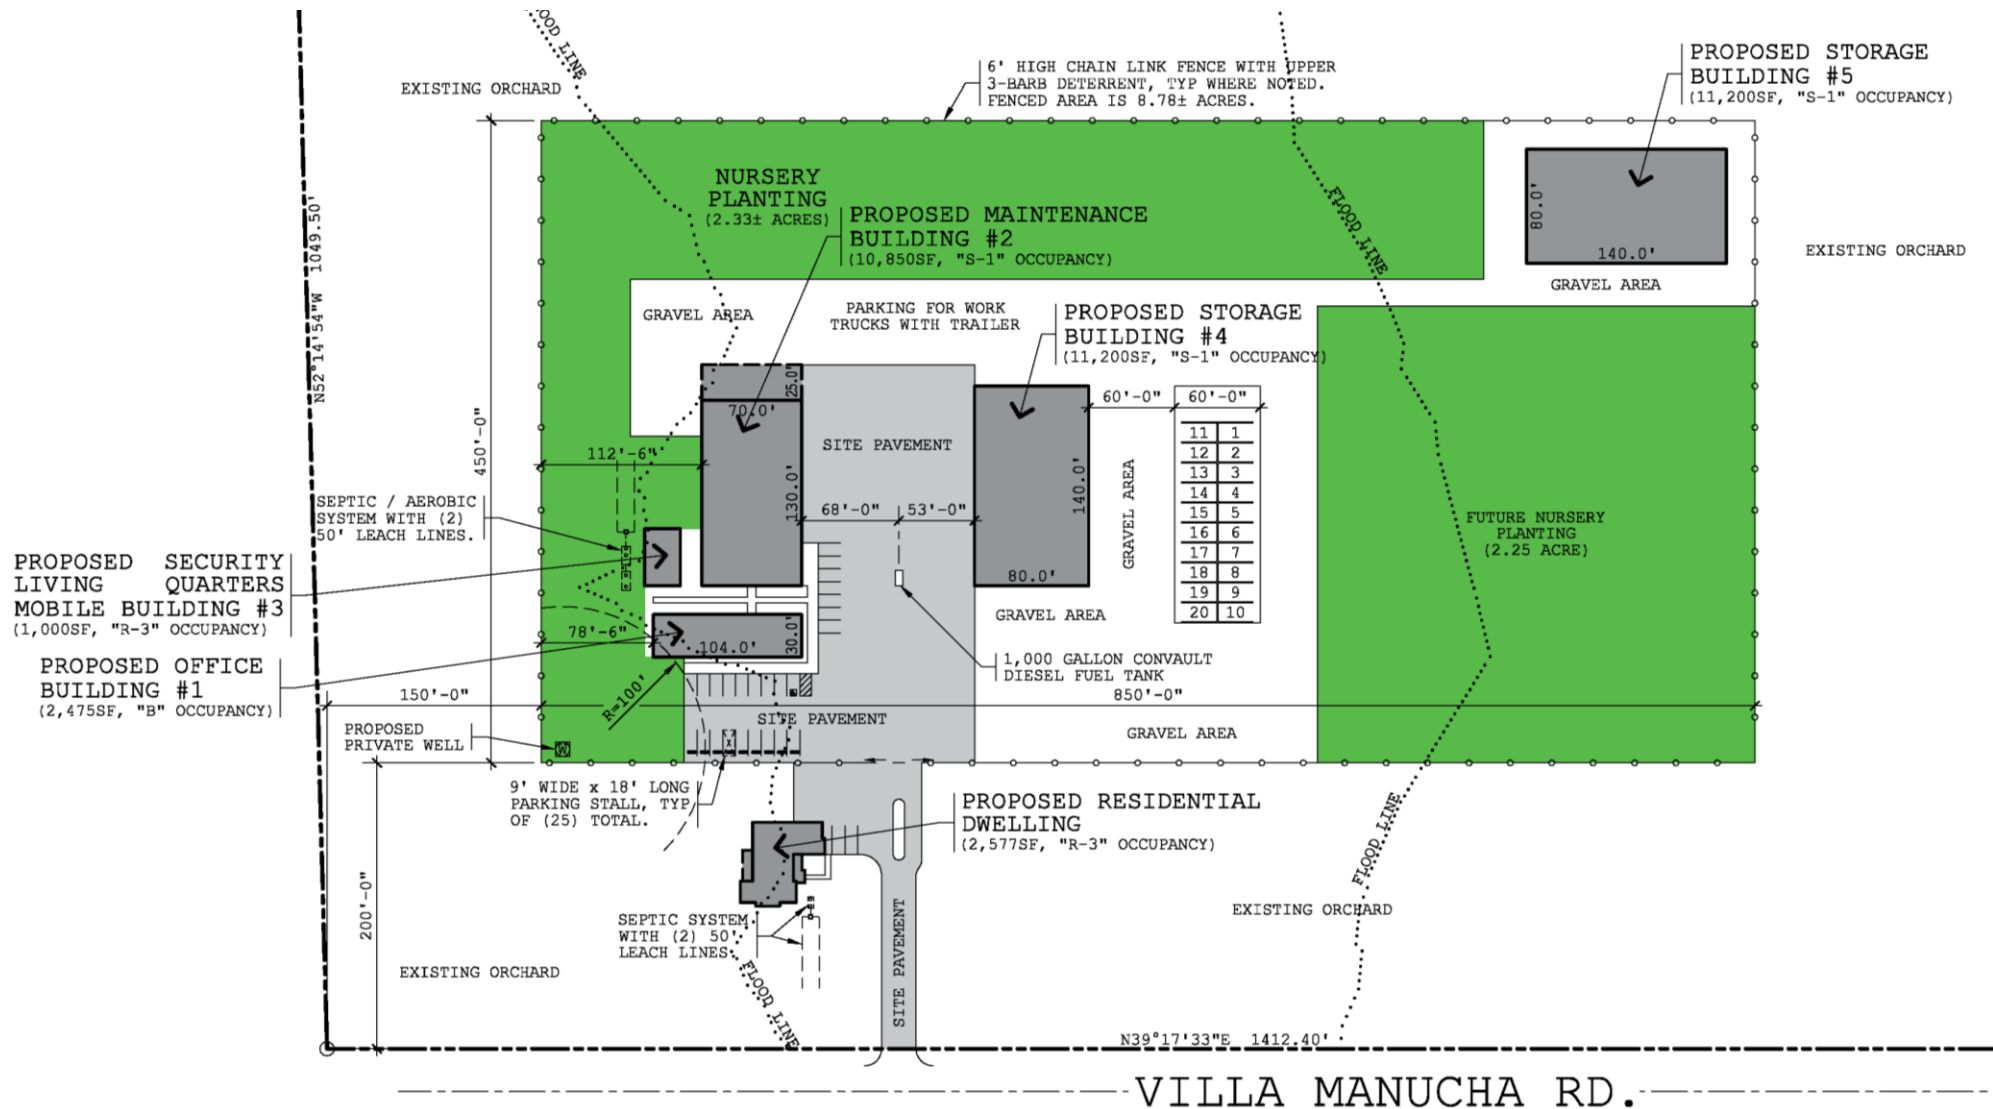 FLOOD LINE
EXISTING ORCHARD
6' HIGH CHAIN LINK FENCE WITH UPPER
3-BARB DETERRENT, TYP WHERE NOTED.
FENCED AREA IS 8.78± ACRES.
PROPOSED STORAGE
BUILDING #5
(11,200SF, "S-1" OCCUPANCY)
NURSERY
PLANTING
(2.33± ACRES)
PROPOSED MAINTENANCE
BUILDING #2
(10,850SF, "S-1" OCCUPANCY)
FLOOD LINE
80.0'
140.0'
GRAVEL AREA
EXISTING ORCHARD
N52°14'54"W 1049.50'
GRAVEL AREA
PARKING FOR WORK
TRUCKS WITH TRAILER
PROPOSED STORAGE
BUILDING #4
(11,200SF, "S-1" OCCUPANCY)
450'-0"
25.0'
70.0'
130.0'
SITE PAVEMENT
60'-0"
60'-0"
112'-6"
68'-0"
53'-0"
140.0'
80.0'
GRAVEL AREA
11 1
12 2
13 3
14 4
15 5
16 6
17 7
18 8
19 9
20 10
FUTURE NURSERY
PLANTING
(2.25 ACRE)
SEPTIC / AEROBIC
SYSTEM WITH (2)
50' LEACH LINES.
PROPOSED SECURITY
LIVING QUARTERS
MOBILE BUILDING #3
(1,000SF, "R-3" OCCUPANCY)
GRAVEL AREA
78'-6"
104.0'
30.0'
PROPOSED OFFICE
BUILDING #1
(2,475SF, "B" OCCUPANCY)
1,000 GALLON CONVAULT
DIESEL FUEL TANK
150'-0"
R=100'
850'-0"
SITE PAVEMENT
GRAVEL AREA
PROPOSED
PRIVATE WELL
W
9' WIDE x 18' LONG
PARKING STALL, TYP
OF (25) TOTAL.
PROPOSED RESIDENTIAL
DWELLING
(2,577SF, "R-3" OCCUPANCY)
FLOOD LINE
200'-0"
SEPTIC SYSTEM
WITH (2) 50'
LEACH LINES
SITE PAVEMENT
EXISTING ORCHARD
EXISTING ORCHARD
FLOOD LINE
N39°17'33"E 1412.40'
VILLA MANUCHA RD.